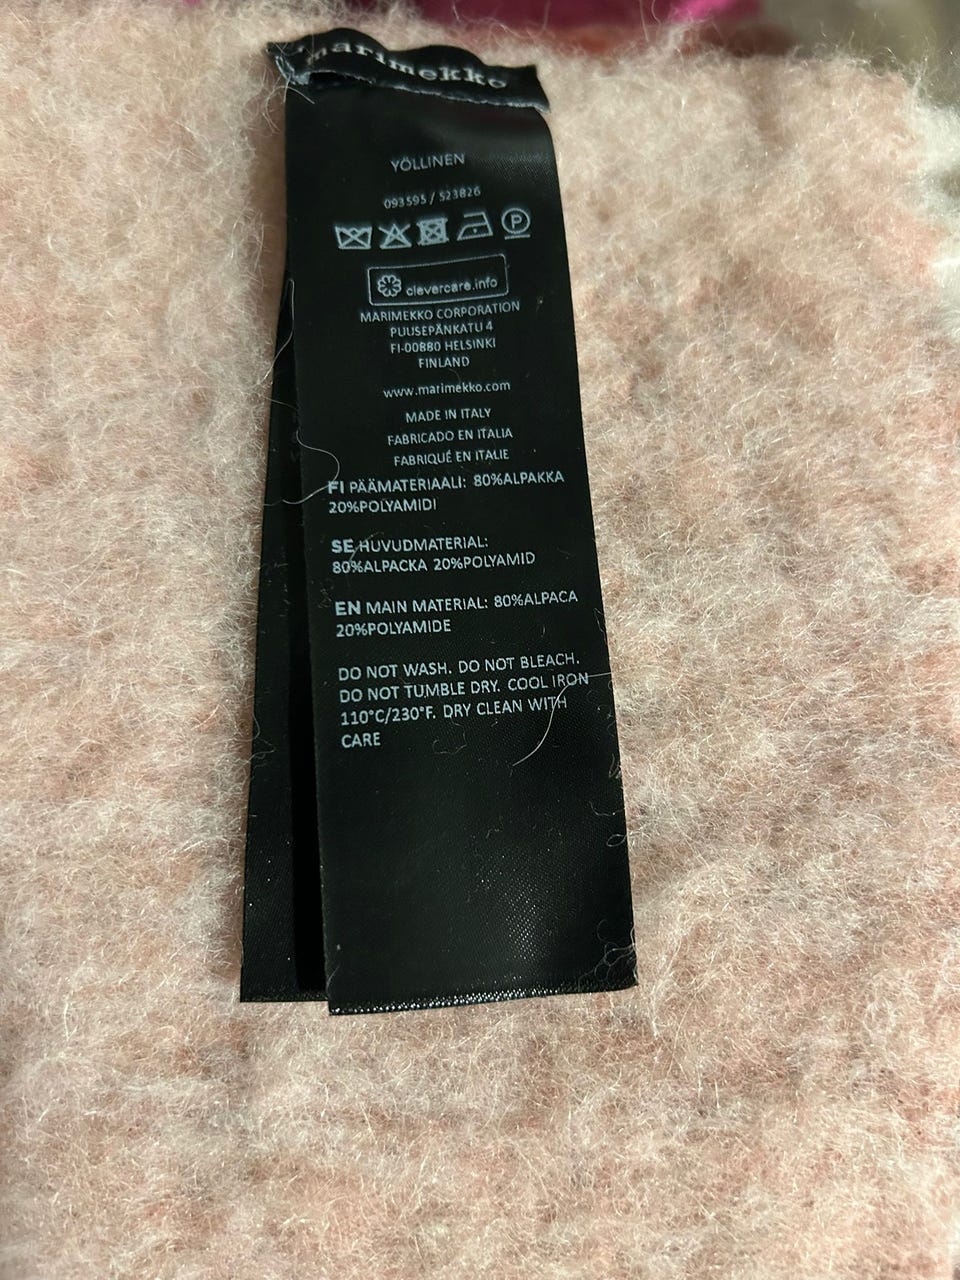 marimekko
YÖLLINEN
093595 / 523826
P
clevercare.info
MARIMEKKO CORPORATION
PUUSEPÄNKATU 4
FI-00880 HELSINKI
FINLAND
www.marimekko.com
MADE IN ITALY
FABRICADO EN ITALIA
FABRIQUÉ EN ITALIE
FI PÄÄMATERIAALI: 80%ALPAKKA
20%POLYAMIDI
SE HUVUDMATERIAL:
80%ALPACKA 20%POLYAMID
EN MAIN MATERIAL: 80%ALPACA
20%POLYAMIDE
DO NOT WASH. DO NOT BLEACH.
DO NOT TUMBLE DRY. COOL IRON
110°C/230°F. DRY CLEAN WITH
CARE